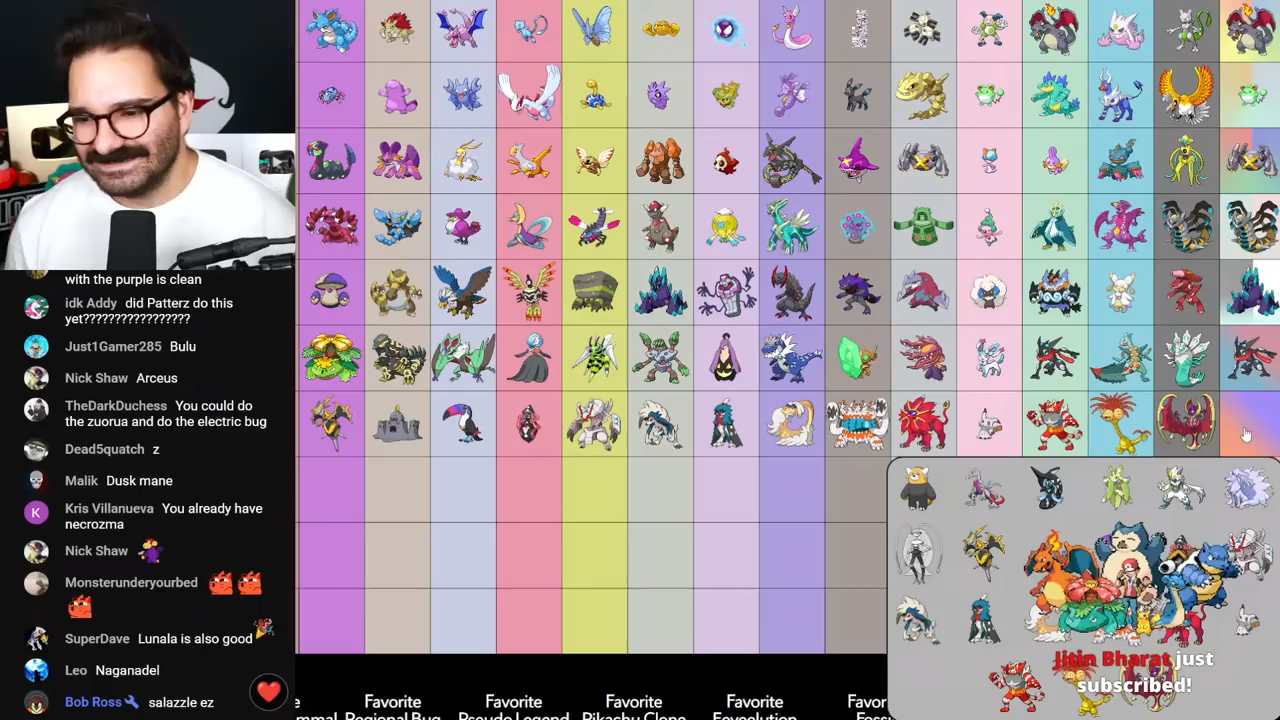 with the purple is clean
idk Addy did Patterz do this
yet?????????????????
Just1Gamer285 Bulu
Nick Shaw Arceus
TheDarkDuchess You could do
the zuorua and do the electric bug
Dead5quatch z
Malik Dusk mane
Kris Villanueva You already have
necrozma
Nick Shaw
Monsterunderyourbed
SuperDave Lunala is also good
Leo Naganadel
Bob Ross salazzle ez
Favorite
Regional Bug
Favorite
Pseudo Legend
Favorite
Pikachu Clone
Favorite
Eeveelution
Jitin Bharat just
subscribed!